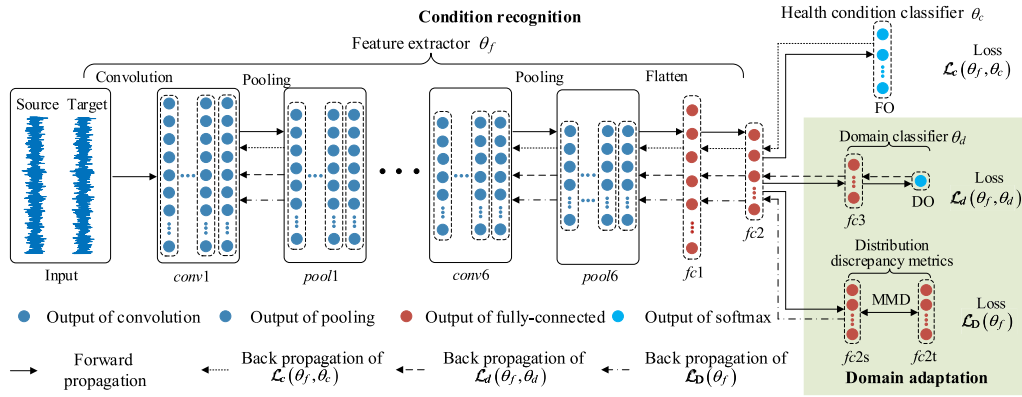 Condition recognition
Health condition classifier θc
Feature extractor θf
Convolution
Pooling
Pooling
Flatten
Source Target
Loss
ℒc(θf,θc)
FO
Domain classifier θd
Loss
ℒd(θf,θd)
DO
fc3
fc2
Input
conv1
pool1
conv6
pool6
fc1
Distribution
discrepancy metrics
MMD
Loss
ℒD(θf)
fc2s
fc2t
Domain adaptation
Output of convolution
Output of pooling
Output of fully-connected
Output of softmax
Forward
propagation
Back propagation of
ℒc(θf,θc)
Back propagation of
ℒd(θf,θd)
Back propagation of
ℒD(θf)